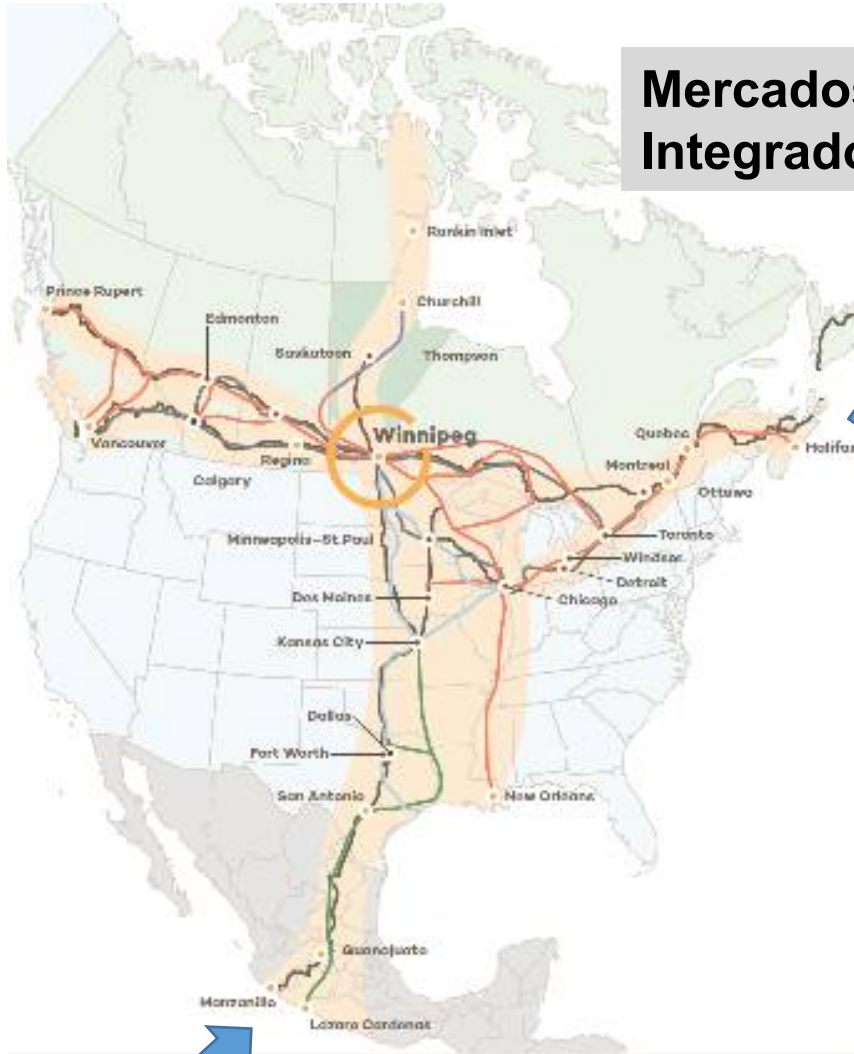 Mercados
Integrado
Rankin Inlet
Churchill
Prince Rupert
Edmonton
Saskatoon
Thompson
Winnipeg
Vancouver
Regina
Calgary
Quebec
Montreal
Halifax
Ottawa
Minneapolis-St.Paul
Toronto
Windsor
Detroit
Chicago
Des Moines
Kansas City
Dallas
Fort Worth
San Antonio
New Orleans
Guanajuato
Manzanillo
Lazaro Cardenas